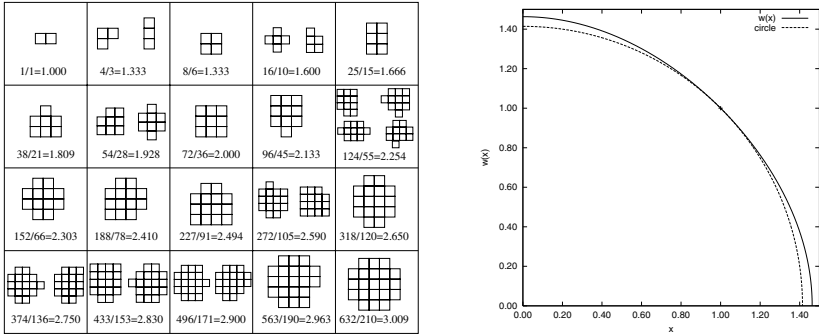 1/1=1.000 4/3=1.333 8/6=1.333 16/10=1.600 25/15=1.666
38/21=1.809 54/28=1.928 72/36=2.000 96/45=2.133 124/55=2.254
152/66=2.303 188/78=2.410 227/91=2.494 272/105=2.590 318/120=2.650
374/136=2.750 433/153=2.830 496/171=2.900 563/190=2.963 632/210=3.009
w(x)
circle
1.40
1.20
1.00
0.80
0.60
0.40
0.20
0.00
w(x)
0.00 0.20 0.40 0.60 0.80 1.00 1.20 1.40
x